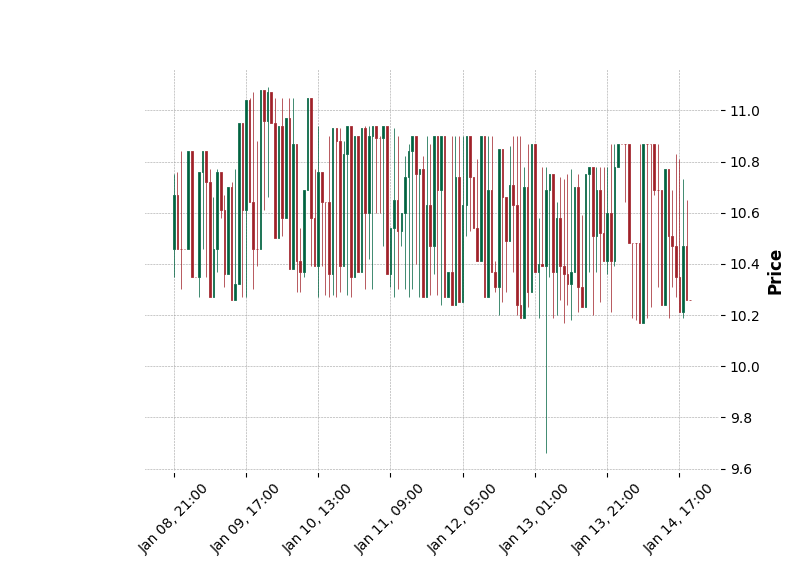 11.0
10.8
10.6
10.4
10.2
10.0
9.8
9.6
Price
Jan 08, 21:00
Jan 09, 17:00
Jan 10, 13:00
Jan 11, 09:00
Jan 12, 05:00
Jan 13, 01:00
Jan 13, 21:00
Jan 14, 17:00